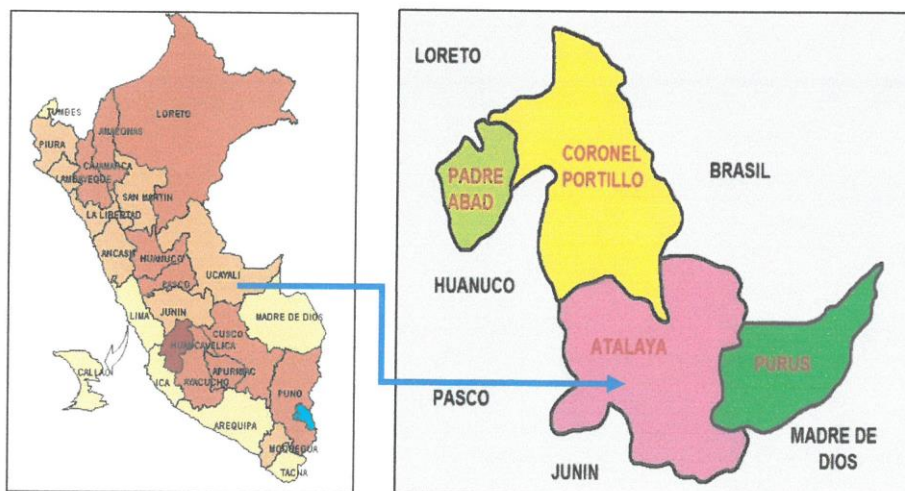 TUMBES
LORETO
AMAZONAS
PIURA
CAJAMARCA
LAMBAYEQUE
SAN MARTIN
LA LIBERTAD
ANCASH
HUANUCO
UCAYALI
PASCO
LIMA
JUNIN
MADRE DE DIOS
CUSCO
HUANCAVELICA
CALLAO
ICA
AYACUCHO
APURIMAC
PUNO
AREQUIPA
MOQUEGUA
TACNA
LORETO
CORONEL
PORTILLO
BRASIL
PADRE
ABAD
HUANUCO
ATALAYA
PURUS
PASCO
MADRE DE
DIOS
JUNIN